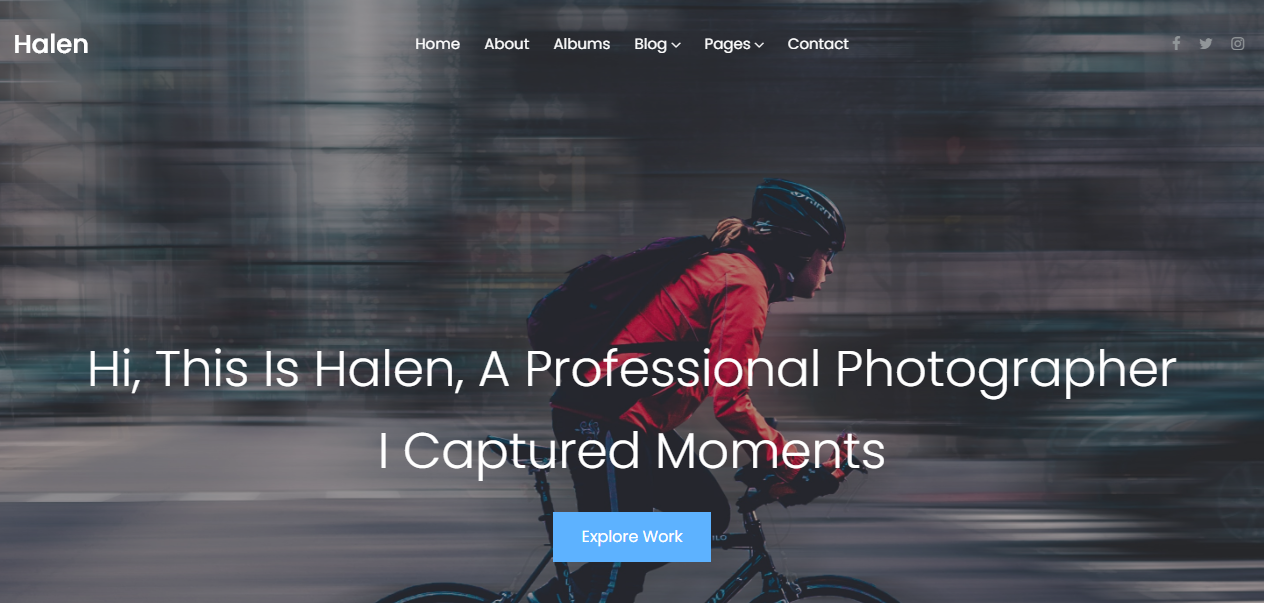 Halen
Home About Albums Blog Pages Contact
Hi, This Is Halen, A Professional Photographer
I Captured Moments
Explore Work